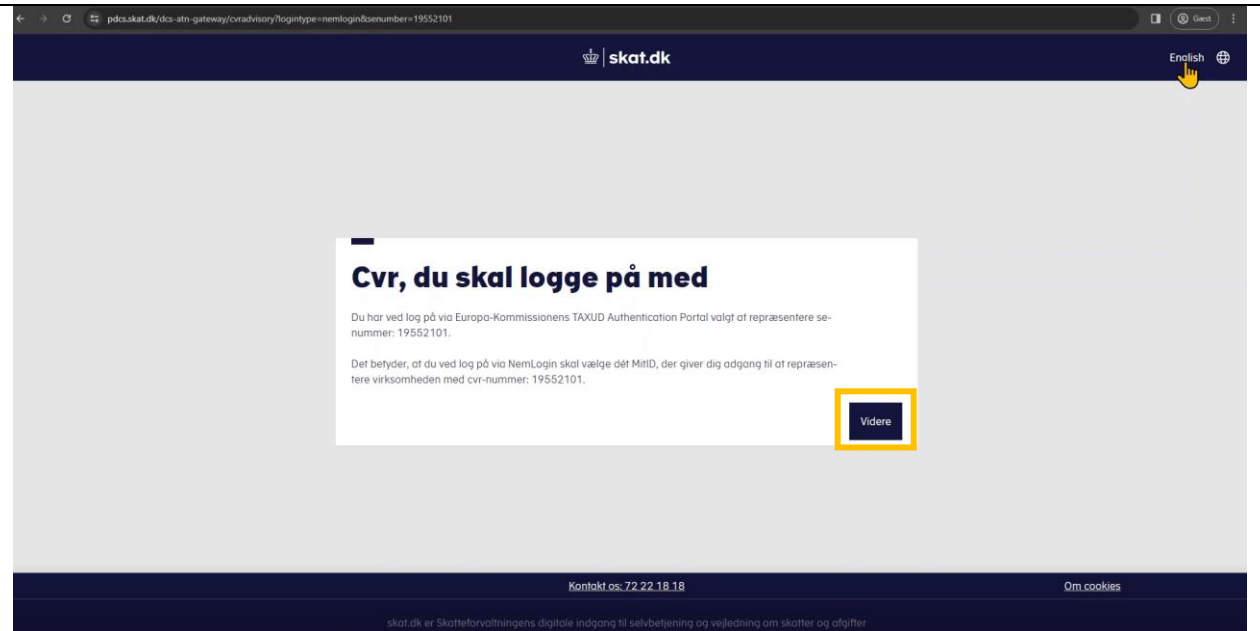 pdcs.skat.dk/dcs-atn-gateway/cvradvisory?logintype=nemlogin&senumber=19552101
Gæst
skat.dk
English
Cvr, du skal logge på med
Du har ved log på via Europa-Kommissionens TAXUD Authentication Portal valgt at repræsentere se-
nummer: 19552101.
Det betyder, at du ved log på via NemLogin skal vælge dét MitID, der giver dig adgang til at repræsen-
tere virksomheden med cvr-nummer: 19552101.
Videre
Kontakt os: 72 22 18 18
Om cookies
skat.dk er Skatteforvaltningens digitale indgang til selvbetjening og vejledning om skatter og afgifter